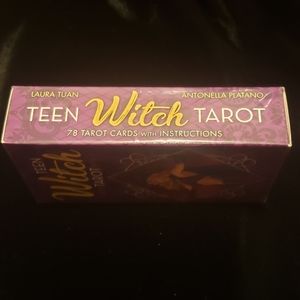 LAURA TUAN ANTONELLA PLATANO
TEEN Witch TAROT
78 TAROT CARDS with INSTRUCTIONS
TEEN
Witch
TAROT